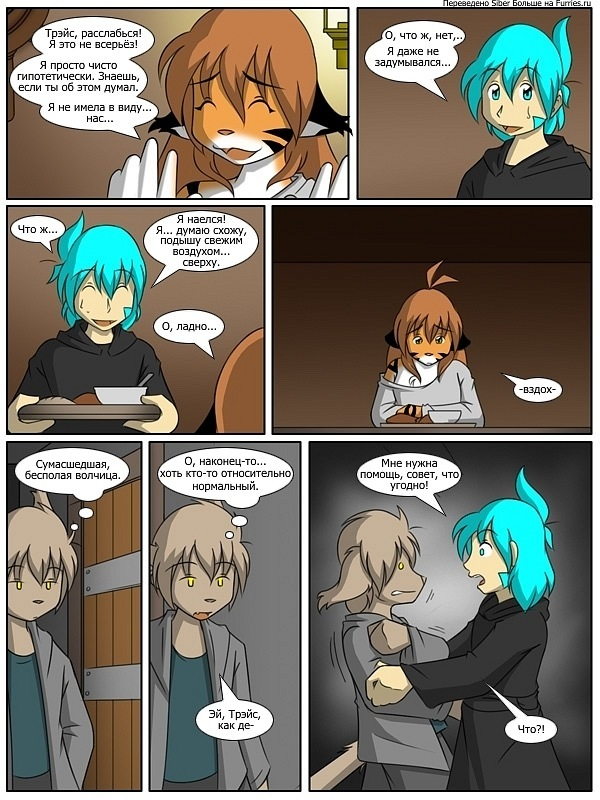 Переведено Siber Больше на Furries.ru
Трэйс, расслабься!
Я это не всерьёз!
Я просто чисто
гипотетически. Знаешь,
если ты об этом думал.
Я не имела в виду...
нас...
О, что ж, нет,..
Я даже не
задумывался...
Что ж...
Я наелся!
Я... думаю схожу,
подышу свежим
воздухом...
сверху.
О, ладно...
-вздох-
Сумасшедшая,
бесполая волчица.
О, наконец-то...
хоть кто-то относительно
нормальный.
Эй, Трэйс,
как де-
Мне нужна
помощь, совет, что
угодно!
Что?!